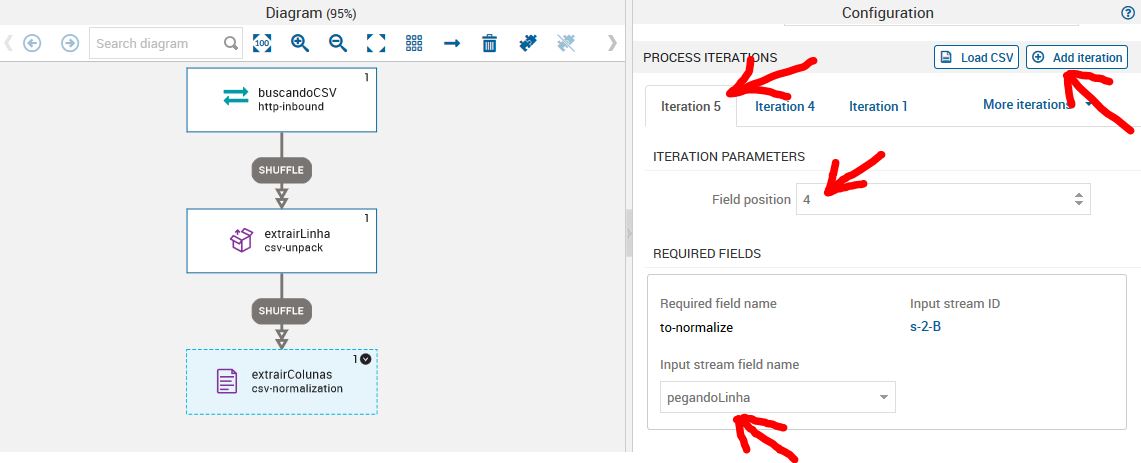 Diagram (95%)
100
Search diagram
1
buscandoCSV
http-inbound
SHUFFLE
1
extrairLinha
csv-unpack
SHUFFLE
1
extrairColunas
csv-normalization
Configuration
?
PROCESS ITERATIONS
Load CSV
Add iteration
Iteration 5
Iteration 4
Iteration 1
More iterations
ITERATION PARAMETERS
Field position
4
REQUIRED FIELDS
Required field name
Input stream ID
to-normalize
s-2-B
Input stream field name
pegandoLinha